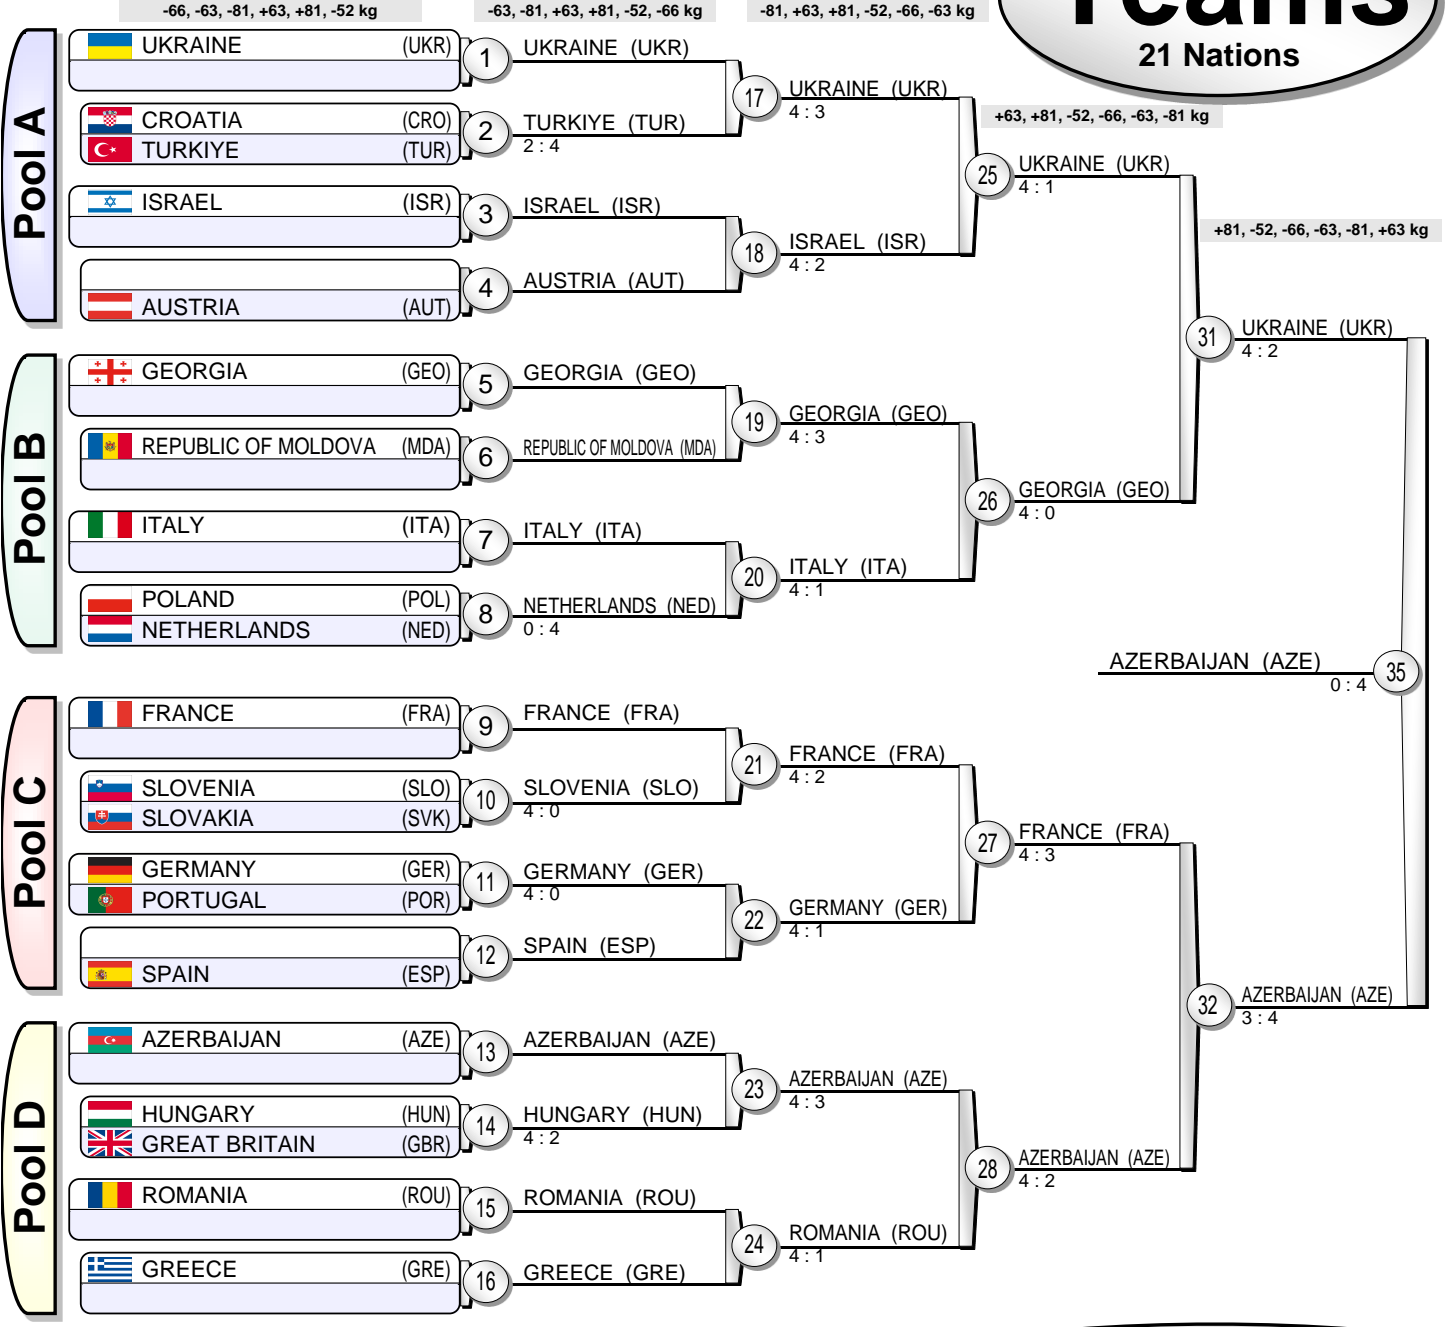 -66, -63, -81, +63, +81, -52 kg
-63, -81, +63, +81, -52, -66 kg
-81, +63, +81, -52, -66, -63 kg
Teams
21 Nations
+63, +81, -52, -66, -63, -81 kg
+81, -52, -66, -63, -81, +63 kg
Pool A
UKRAINE (UKR)
1
UKRAINE (UKR)
CROATIA (CRO)
TURKIYE (TUR)
2
TURKIYE (TUR)
2 : 4
ISRAEL (ISR)
3
ISRAEL (ISR)
4
AUSTRIA (AUT)
AUSTRIA (AUT)
17
UKRAINE (UKR)
4 : 3
18
ISRAEL (ISR)
4 : 2
25
UKRAINE (UKR)
4 : 1
Pool B
GEORGIA (GEO)
5
GEORGIA (GEO)
REPUBLIC OF MOLDOVA (MDA)
6
REPUBLIC OF MOLDOVA (MDA)
ITALY (ITA)
7
ITALY (ITA)
POLAND (POL)
NETHERLANDS (NED)
8
NETHERLANDS (NED)
0 : 4
19
GEORGIA (GEO)
4 : 3
20
ITALY (ITA)
4 : 1
26
GEORGIA (GEO)
4 : 0
31
UKRAINE (UKR)
4 : 2
AZERBAIJAN (AZE)
35
0 : 4
Pool C
FRANCE (FRA)
9
FRANCE (FRA)
SLOVENIA (SLO)
SLOVAKIA (SVK)
10
SLOVENIA (SLO)
4 : 0
GERMANY (GER)
PORTUGAL (POR)
11
GERMANY (GER)
4 : 0
12
SPAIN (ESP)
SPAIN (ESP)
21
FRANCE (FRA)
4 : 2
22
GERMANY (GER)
4 : 1
27
FRANCE (FRA)
4 : 3
Pool D
AZERBAIJAN (AZE)
13
AZERBAIJAN (AZE)
HUNGARY (HUN)
GREAT BRITAIN (GBR)
14
HUNGARY (HUN)
4 : 2
ROMANIA (ROU)
15
ROMANIA (ROU)
GREECE (GRE)
16
GREECE (GRE)
23
AZERBAIJAN (AZE)
4 : 3
24
ROMANIA (ROU)
4 : 1
28
AZERBAIJAN (AZE)
4 : 2
32
AZERBAIJAN (AZE)
3 : 4